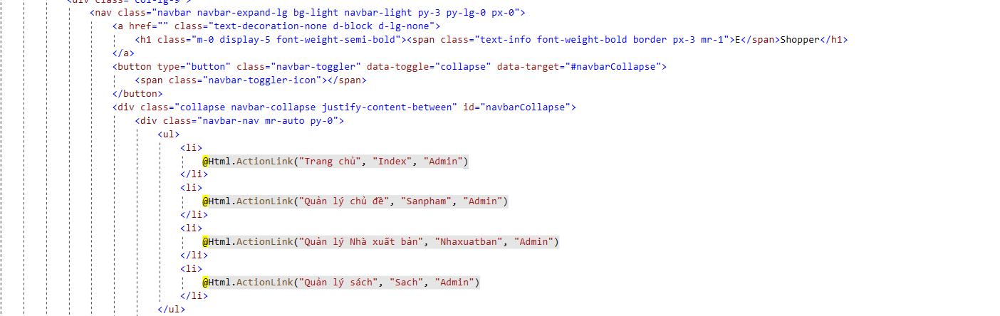 <div class="col-lg-9">
<nav class="navbar navbar-expand-lg bg-light navbar-light py-3 py-lg-0 px-0">
<a href="" class="text-decoration-none d-block d-lg-none">
<h1 class="m-0 display-5 font-weight-semi-bold"><span class="text-info font-weight-bold border px-3 mr-1">E</span>Shopper</h1>
</a>
<button type="button" class="navbar-toggler" data-toggle="collapse" data-target="#navbarCollapse">
<span class="navbar-toggler-icon"></span>
</button>
<div class="collapse navbar-collapse justify-content-between" id="navbarCollapse">
<div class="navbar-nav mr-auto py-0">
<ul>
<li>
@Html.ActionLink("Trang chủ", "Index", "Admin")
</li>
<li>
@Html.ActionLink("Quản lý chủ đề", "Sanpham", "Admin")
</li>
<li>
@Html.ActionLink("Quản lý Nhà xuất bản", "Nhaxuatban", "Admin")
</li>
<li>
@Html.ActionLink("Quản lý sách", "Sach", "Admin")
</li>
</ul>